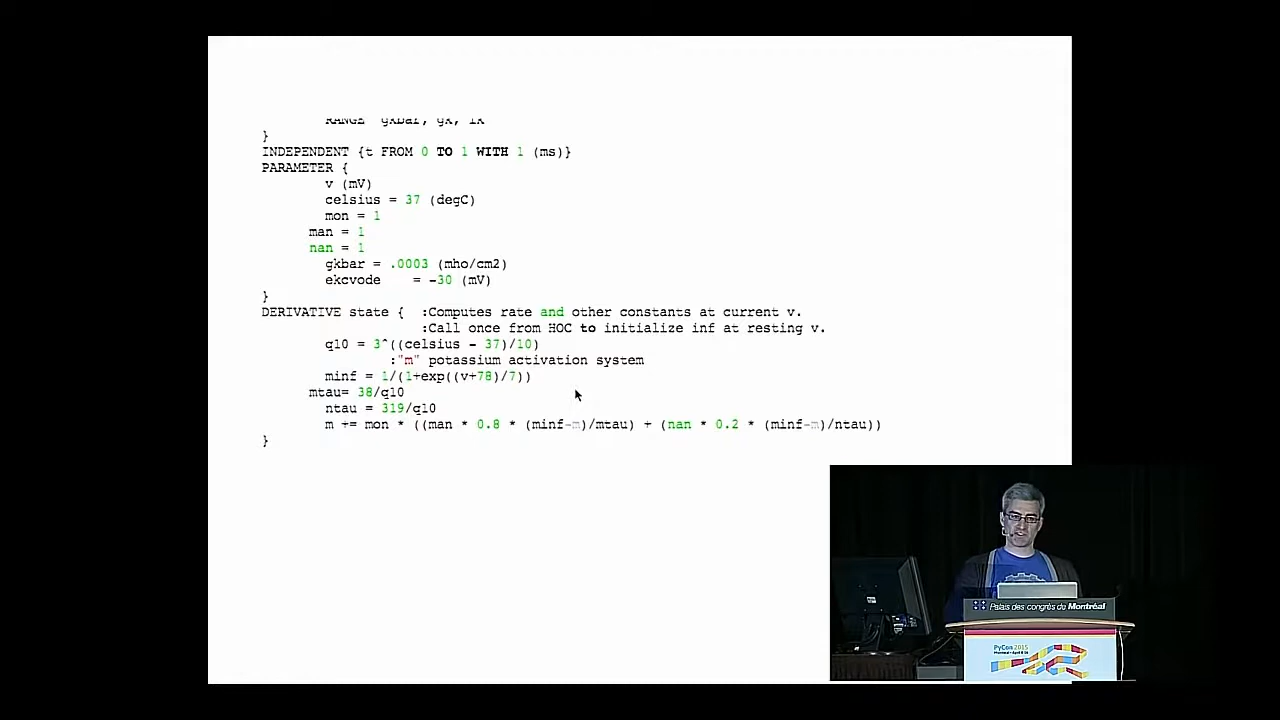 RANGE gkbar, gk, ik
}
INDEPENDENT {t FROM 0 TO 1 WITH 1 (ms)}
PARAMETER {
v (mV)
celsius = 37 (degC)
mon = 1
man = 1
nan = 1
gkbar = .0003 (mho/cm2)
ekcvode = -30 (mV)
}
DERIVATIVE state { :Computes rate and other constants at current v.
:Call once from HOC to initialize inf at resting v.
q10 = 3^((celsius - 37)/10)
:"m" potassium activation system
minf = 1/(1+exp((v+78)/7))
mtau= 38/q10
ntau = 319/q10
m += mon * ((man * 0.8 * (minf-m)/mtau) + (nan * 0.2 * (minf-m)/ntau))
}
Palais des congrès de Montréal
PyCon 2015